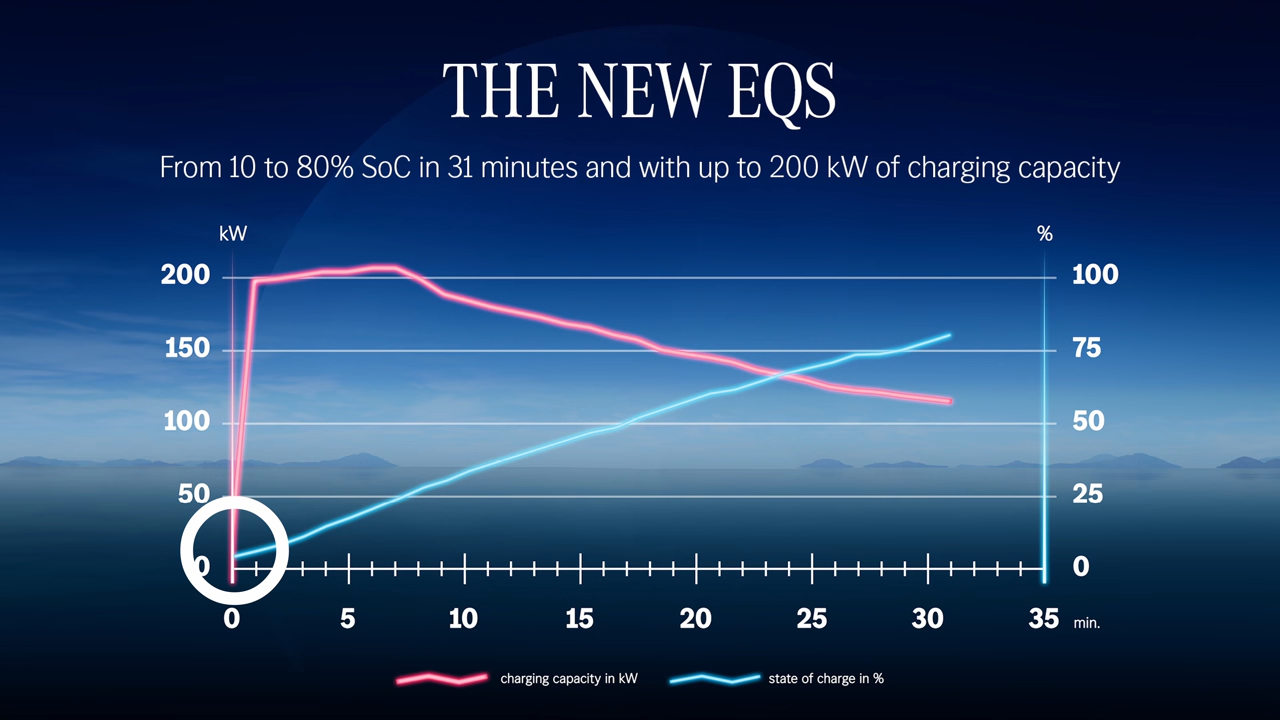 THE NEW EQS
From 10 to 80% SoC in 31 minutes and with up to 200 kW of charging capacity
kW %
200 100
150 75
100 50
50 25
0 0
0 5 10 15 20 25 30 35 min.
charging capacity in kW state of charge in %